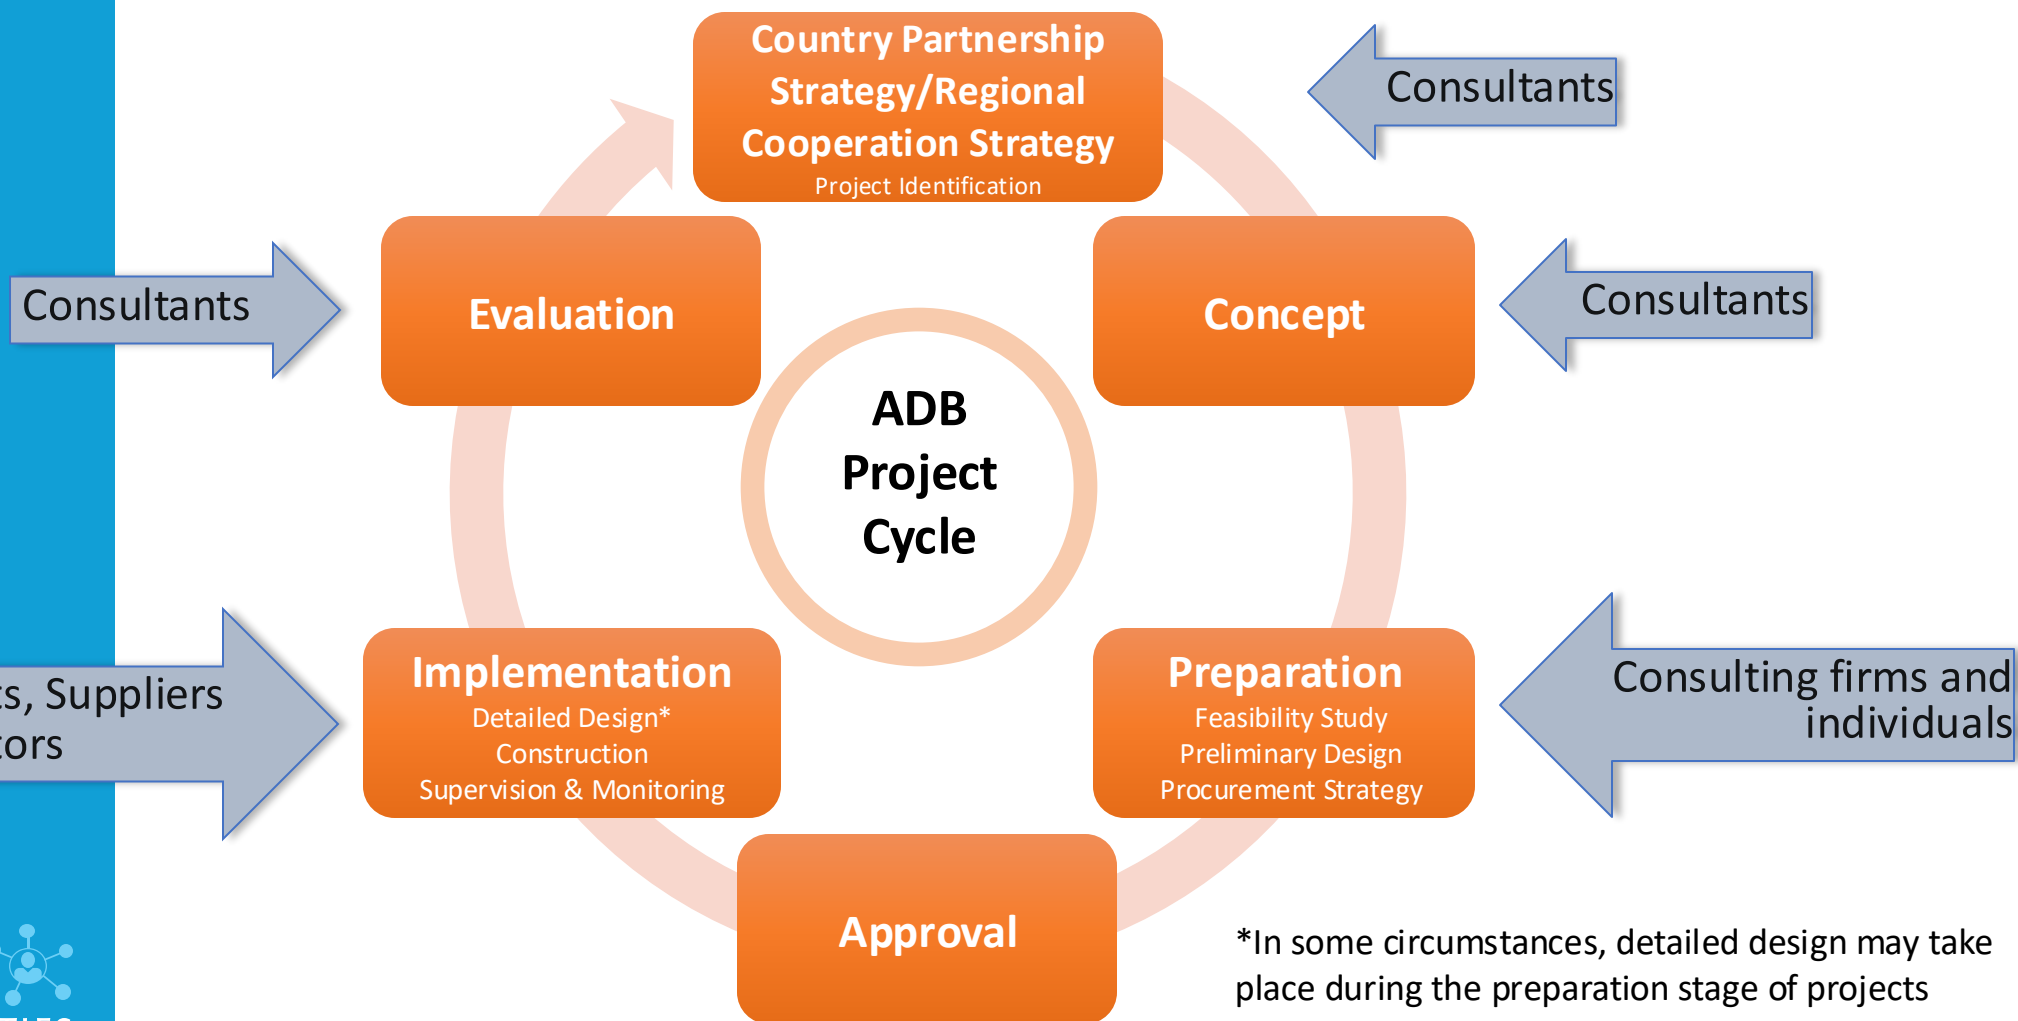 Country Partnership
Strategy/Regional
Cooperation Strategy
Project Identification
Consultants
Consultants
Evaluation
Concept
Consultants
ADB
Project
Cycle
Implementation
Detailed Design*
Construction
Supervision & Monitoring
Suppliers
Preparation
Feasibility Study
Preliminary Design
Procurement Strategy
Consulting firms and
individuals
Approval
*In some circumstances, detailed design may take
place during the preparation stage of projects